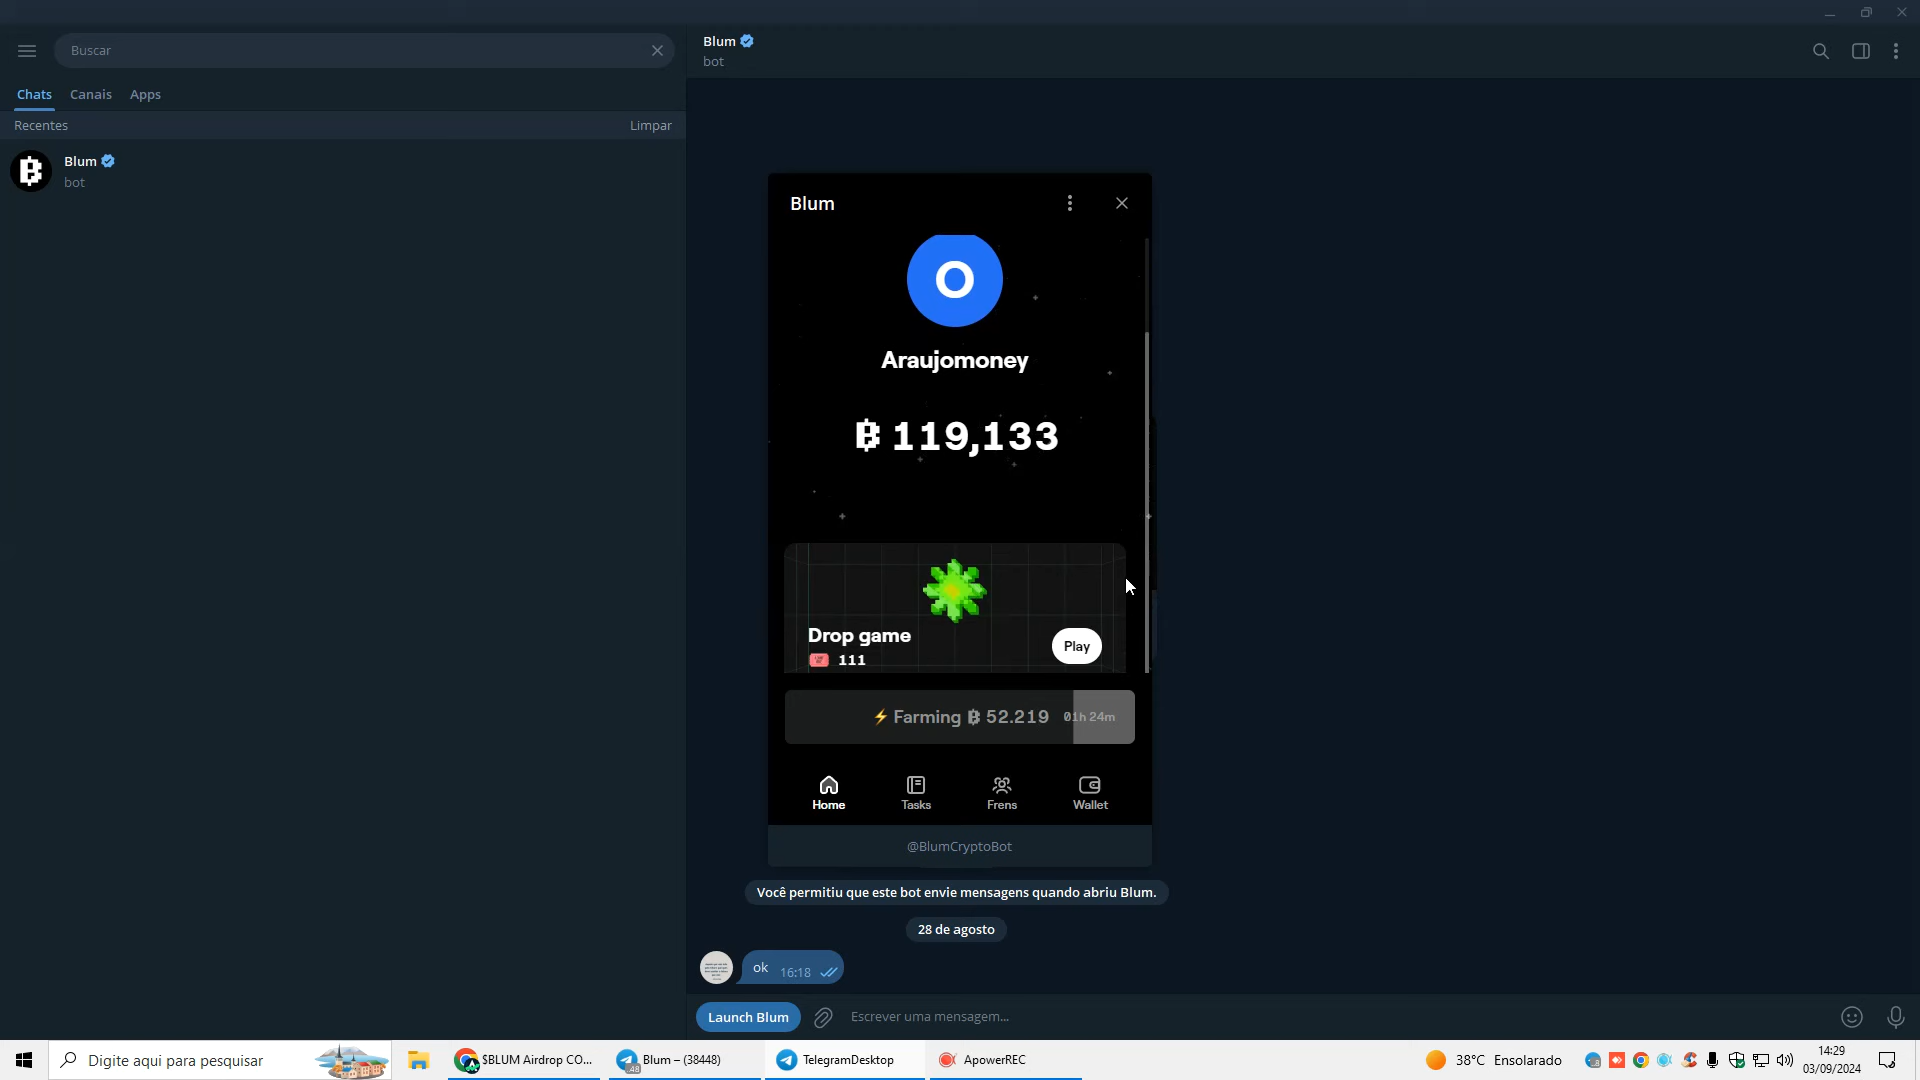 Buscar
Chats Canais Apps
Recentes Limpar
Blum
bot
Blum
bot
Blum
O
Araujomoney
119,133
Drop game
111
Play
Farming 52.219 01h 24m
Home Tasks Frens Wallet
@BlumCryptoBot
Você permitiu que este bot envie mensagens quando abriu Blum.
28 de agosto
ok 16:18
Launch Blum Escrever uma mensagem...
Digite aqui para pesquisar
$BLUM Airdrop CO...
Blum – (38448)
TelegramDesktop
ApowerREC
38°C Ensolarado
14:29
03/09/2024